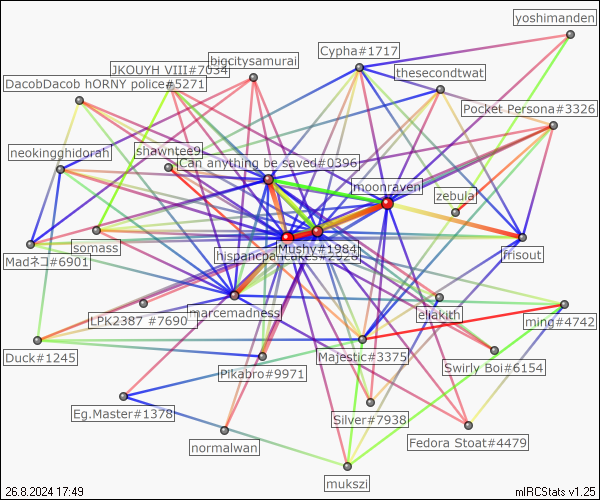 yoshimanden
Cypha#1717
bigcitysamurai
JKOUYH VIII#7034
thesecondtwat
DacobDacob hORNY police#5271
Pocket Persona#3326
shawntee9
neokingghidorah
Can anything be saved#0396
moonraven
zebula
somass
Mushy#1984
hispancpancakes#2928
Madネコ#6901
frisout
marcemadness
LPK2387 #7690
eliakith
ming#4742
Duck#1245
Majestic#3375
Pikabro#9971
Swirly Boi#6154
Eg.Master#1378
Silver#7938
normalwan
Fedora Stoat#4479
mukszi
26.8.2024 17:49
mIRCStats v1.25